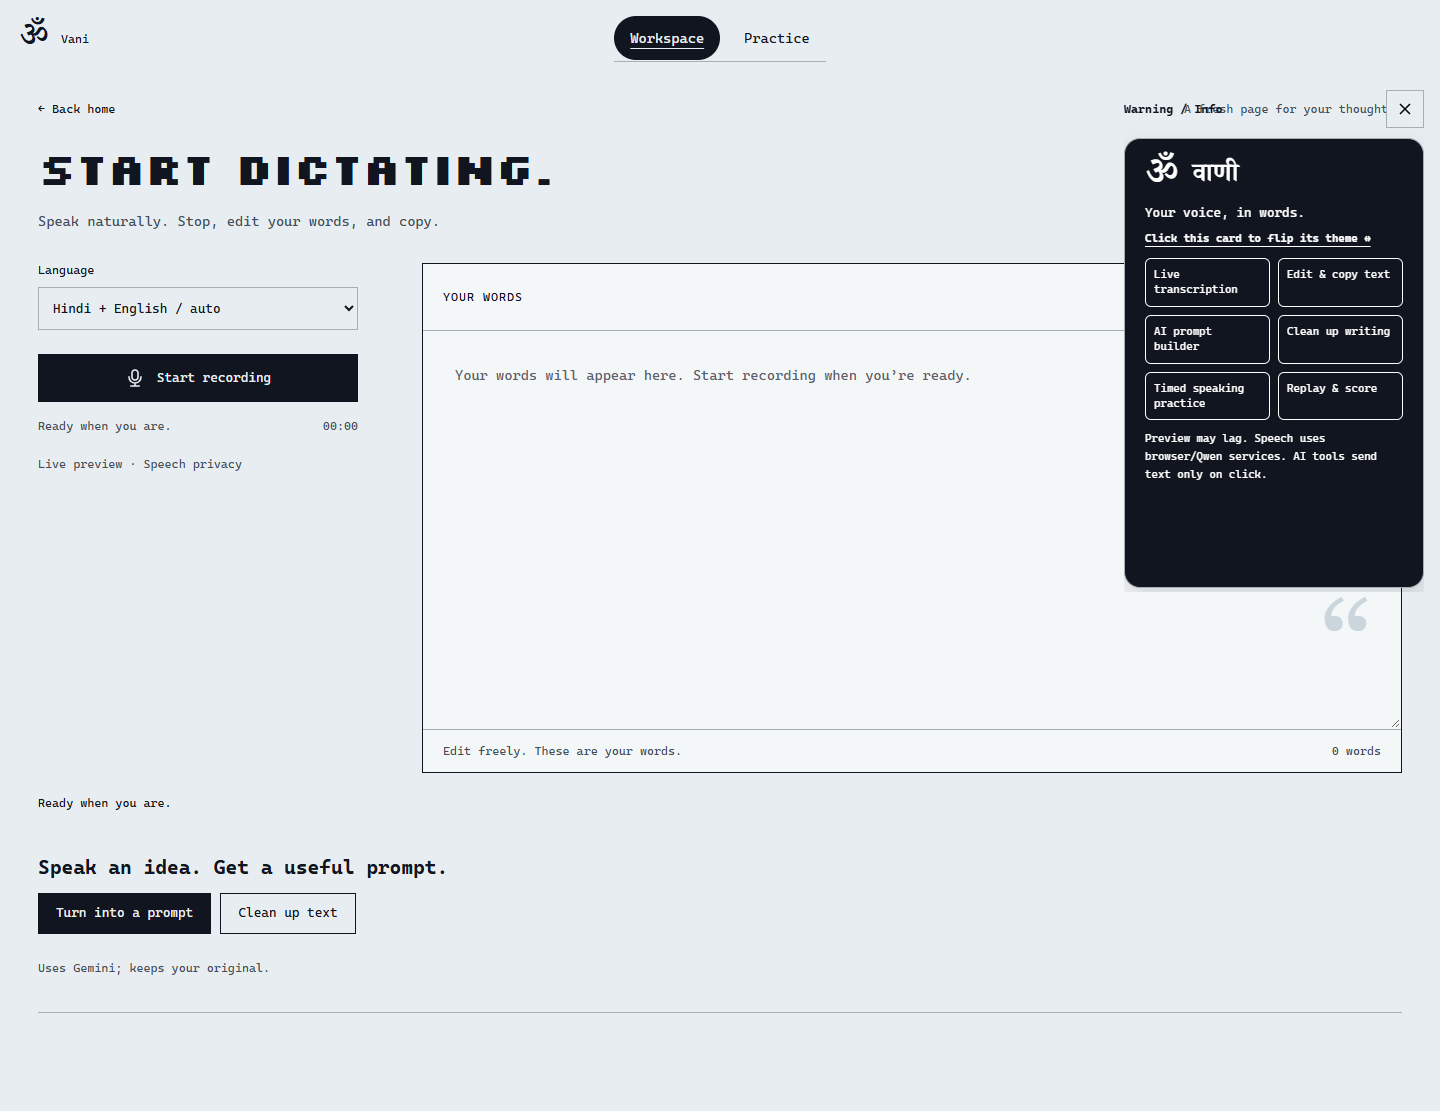 ॐ Vani
Workspace Practice
← Back home
Warning / Info
A fresh page for your thought
START DICTATING.
Speak naturally. Stop, edit your words, and copy.
Language
Hindi + English / auto
Start recording
Ready when you are. 00:00
Live preview · Speech privacy
YOUR WORDS
Your words will appear here. Start recording when you’re ready.
“
Edit freely. These are your words. 0 words
ॐ वाणी
Your voice, in words.
Click this card to flip its theme
Live
transcription
Edit & copy text
AI prompt
builder
Clean up writing
Timed speaking
practice
Replay & score
Preview may lag. Speech uses
browser/Qwen services. AI tools send
text only on click.
Ready when you are.
Speak an idea. Get a useful prompt.
Turn into a prompt Clean up text
Uses Gemini; keeps your original.